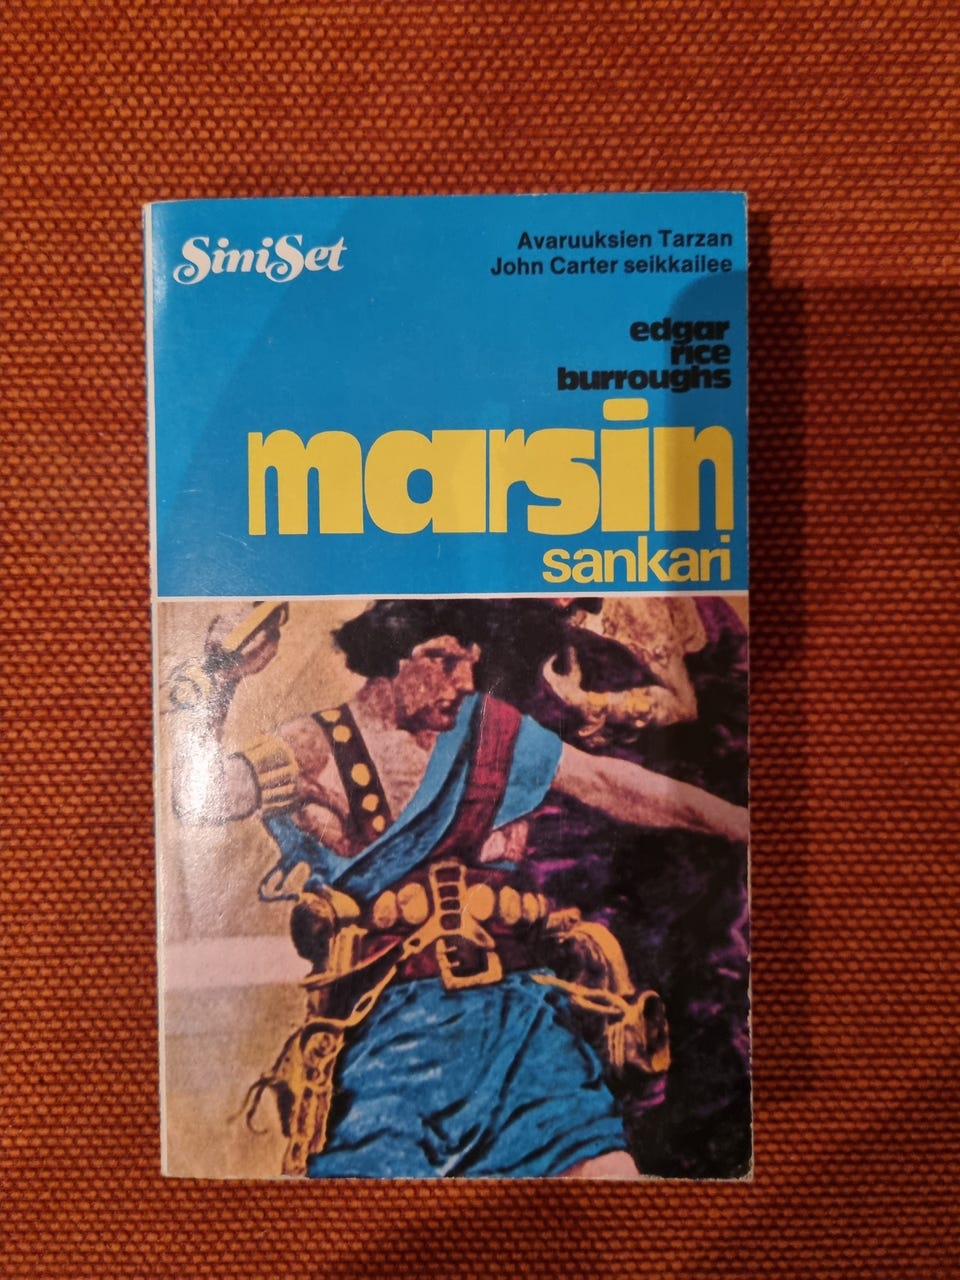 SiniSet
Avaruuksien Tarzan
John Carter seikkailee
edgar
rice
burroughs
marsin
sankari